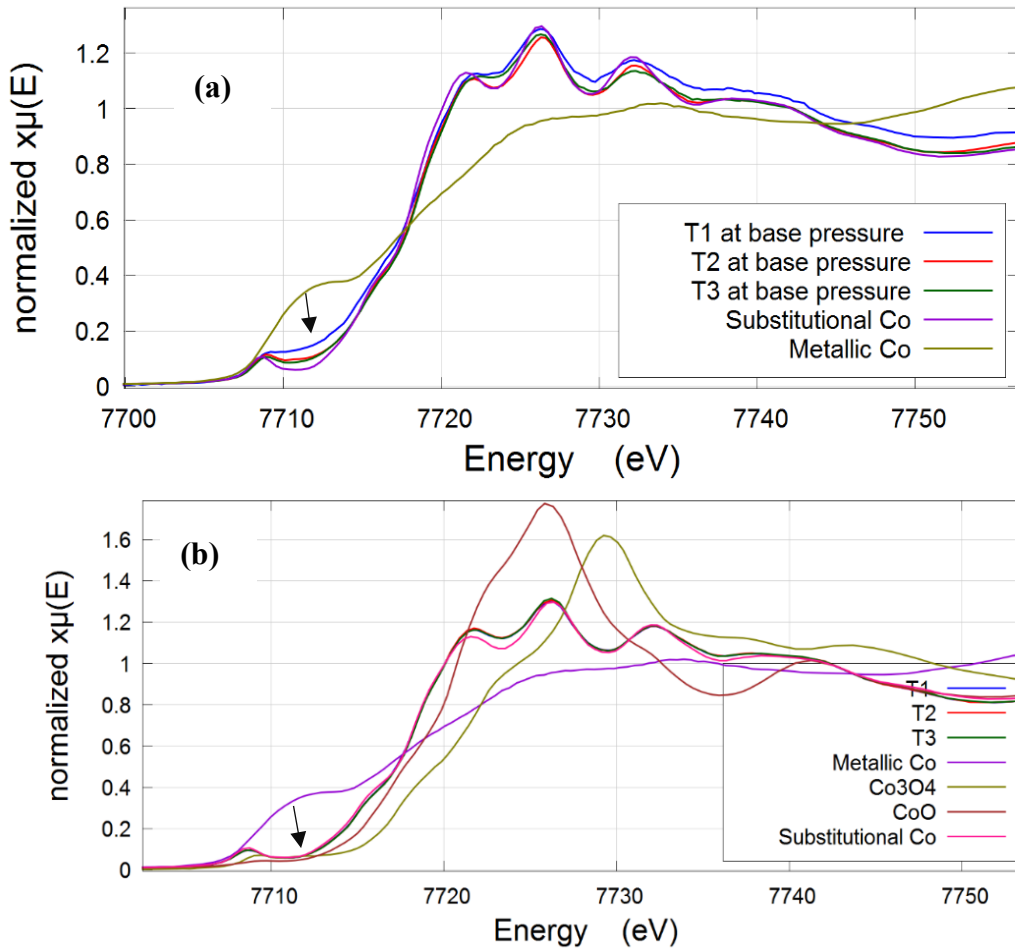 (a)
normalized xμ(E)
1.2
1
0.8
0.6
0.4
0.2
0
T1 at base pressure
T2 at base pressure
T3 at base pressure
Substitutional Co
Metallic Co
7700 7710 7720 7730 7740 7750
Energy (eV)
(b)
normalized xμ(E)
1.6
1.4
1.2
1
0.8
0.6
0.4
0.2
0
T1
T2
T3
Metallic Co
Co3O4
CoO
Substitutional Co
7710 7720 7730 7740 7750
Energy (eV)